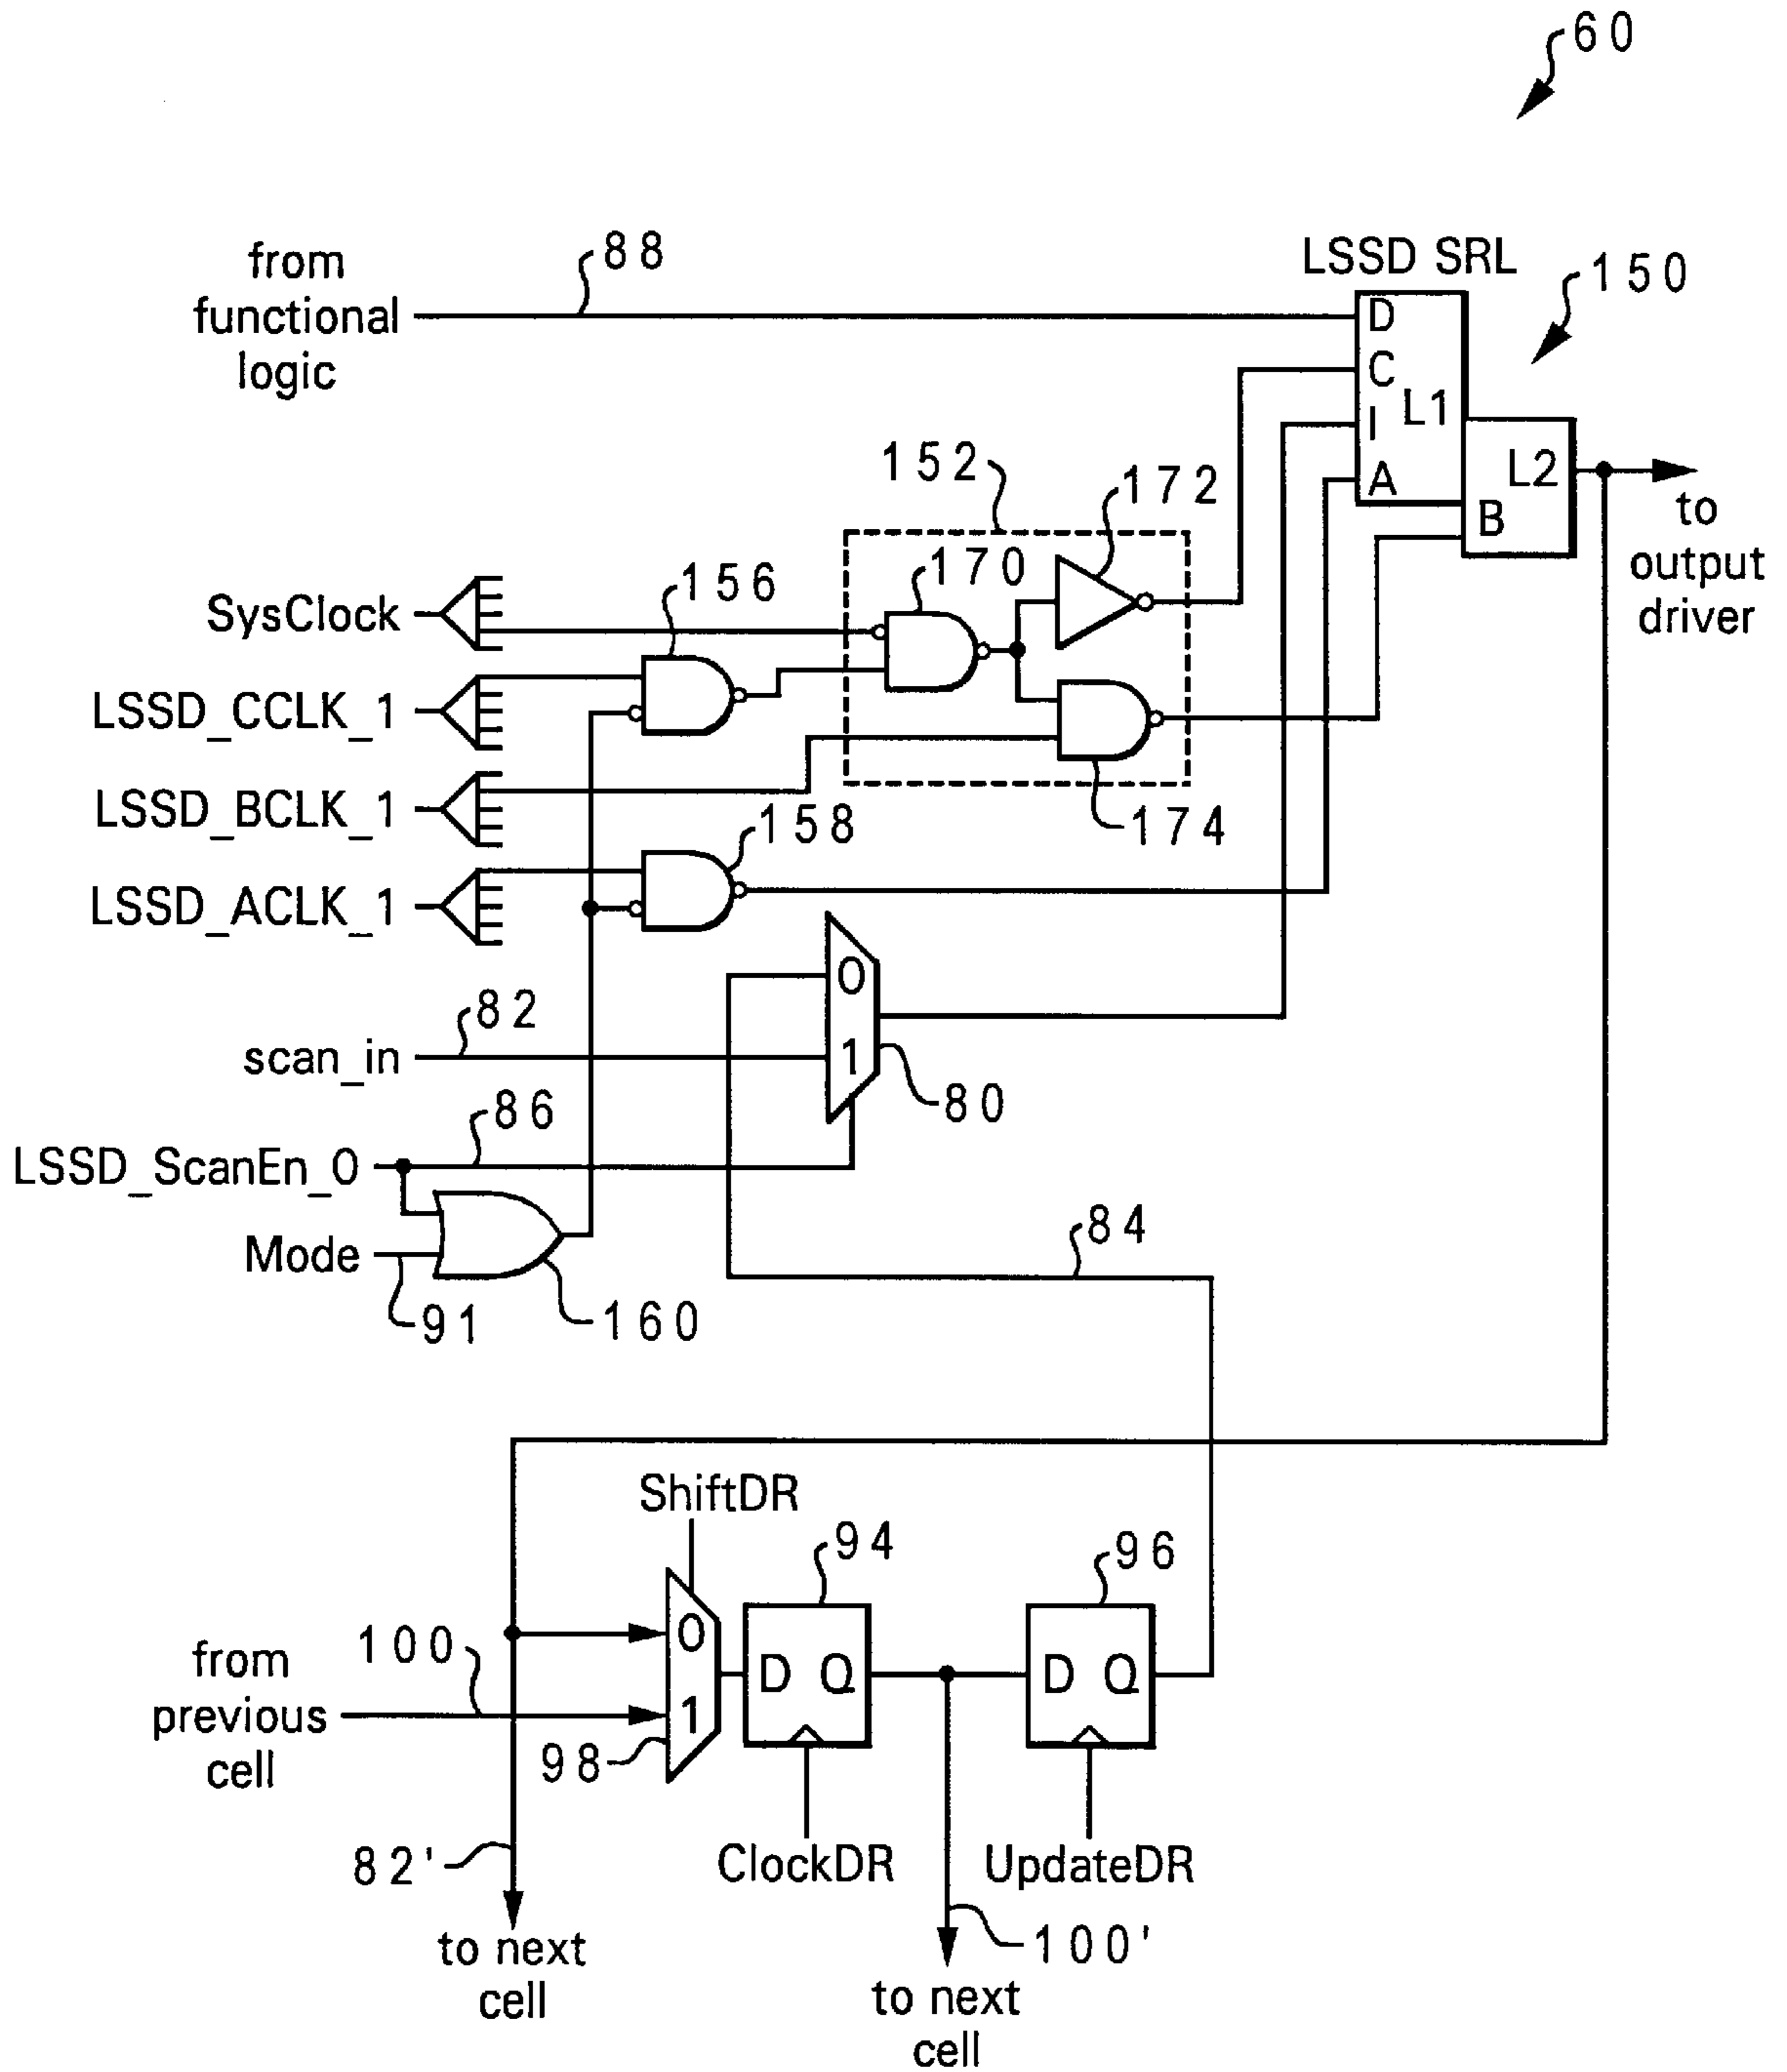 60
from
functional
logic
88
LSSD SRL
150
D
C
I
A
L1
L2
B
to
output
driver
152
172
170
156
SysClock
LSSD_CCLK_1
LSSD_BCLK_1
174
158
LSSD_ACLK_1
0
1
80
82
scan_in
86
LSSD_ScanEn_0
Mode
91
160
84
ShiftDR
94
96
from
previous
cell
100
0
1
98
D Q
D Q
ClockDR
UpdateDR
82'
to next
cell
100'
to next
cell